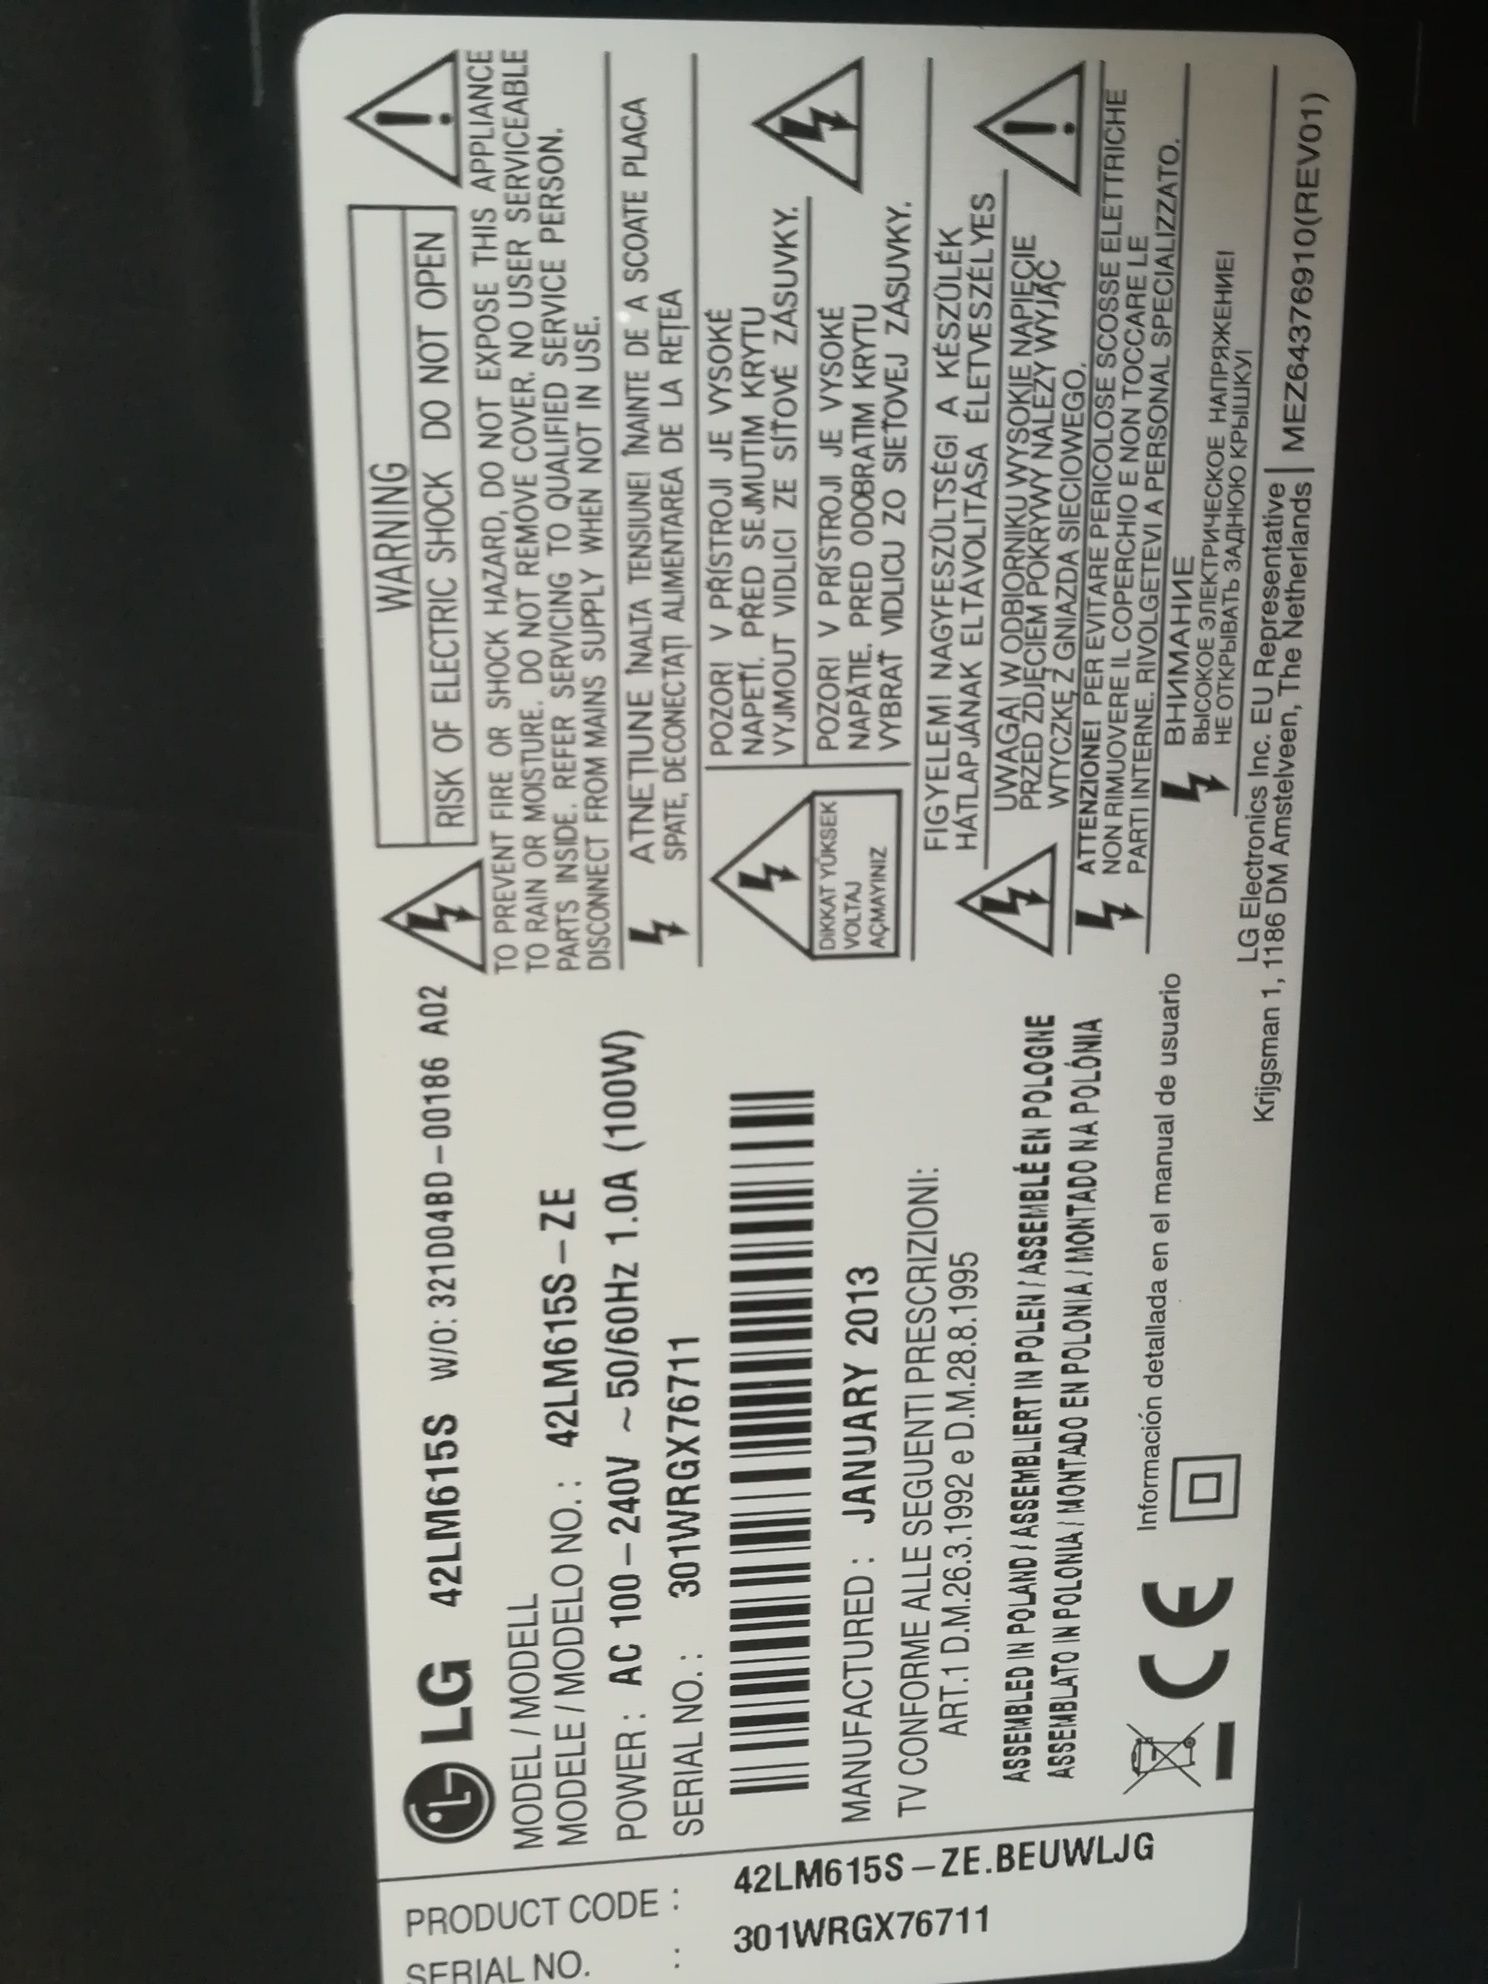 LG 42LM615S W/O: 321D04BD-00186 A02
MODEL / MODELL
MODELE / MODELO NO. : 42LM615S-ZE
POWER : AC 100-240V ~50/60Hz 1.0A (100W)
SERIAL NO. : 301WRGX76711
MANUFACTURED : JANUARY 2013
TV CONFORME ALLE SEGUENTI PRESCRIZIONI:
ART.1 D.M.26.3.1992 e D.M.28.8.1995
ASSEMBLED IN POLAND / ASSEMBLIERT IN POLEN / ASSEMBLÉ EN POLOGNE
ASSEMBLATO IN POLONIA / MONTADO EN POLONIA / MONTADO NA POLÓNIA
Información detallada en el manual de usuario
CE
WARNING
RISK OF ELECTRIC SHOCK DO NOT OPEN
TO PREVENT FIRE OR SHOCK HAZARD, DO NOT EXPOSE THIS APPLIANCE
TO RAIN OR MOISTURE. DO NOT REMOVE COVER. NO USER SERVICEABLE
PARTS INSIDE. REFER SERVICING TO QUALIFIED SERVICE PERSON.
DISCONNECT FROM MAINS SUPPLY WHEN NOT IN USE.
ATNEȚIUNE ÎNALTA TENSIUNE! ÎNAINTE DE A SCOATE PLACA
SPATE, DECONECTAȚI ALIMENTAREA DE LA REȚEA
POZOR! V PŘÍSTROJI JE VYSOKÉ
NAPĚTÍ. PŘED SEJMUTIM KRYTU
VYJMOUT VIDLICI ZE SÍŤOVÉ ZÁSUVKY.
POZOR! V PRÍSTROJI JE VYSOKÉ
NAPÄTIE. PRED ODOBRATIM KRYTU
VYBRAŤ VIDLICU ZO SIEŤOVEJ ZÁSUVKY.
DİKKAT YÜKSEK
VOLTAJ
AÇMAYINIZ
FIGYELEM! NAGYFESZÜLTSÉG! A KÉSZÜLÉK
HÁTLAPJÁNAK ELTÁVOLITÁSA ÉLETVESZÉLYES
UWAGA! W ODBIORNIKU WYSOKIE NAPIĘCIE
PRZED ZDJĘCIEM POKRYWY NALEŻY WYJĄĆ
WTYCZKĘ Z GNIAZDA SIECIOWEGO.
ATTENZIONE! PER EVITARE PERICOLOSE SCOSSE ELETTRICHE
NON RIMUOVERE IL COPERCHIO E NON TOCCARE LE
PARTI INTERNE. RIVOLGETEVI A PERSONAL SPECIALIZZATO.
ВНИМАНИЕ
ВЫСОКОЕ ЭЛЕКТРИЧЕСКОЕ НАПРЯЖЕНИЕ!
НЕ ОТКРЫВАТЬ ЗАДНЮЮ КРЫШКУ!
LG Electronics Inc. EU Representative
Krijgsman 1, 1186 DM Amstelveen, The Netherlands
MEZ64376910(REV01)
PRODUCT CODE : 42LM615S-ZE.BEUWLJG
SERIAL NO. : 301WRGX76711